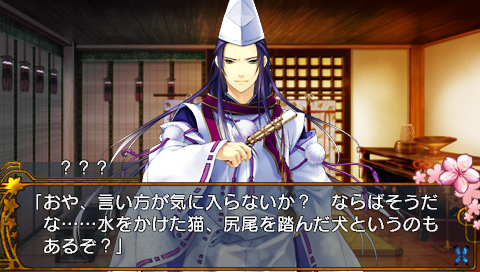 ？？？
「おや、言い方が気に入らないか？　ならばそうだ
な……水をかけた猫、尻尾を踏んだ犬というのも
あるぞ？」